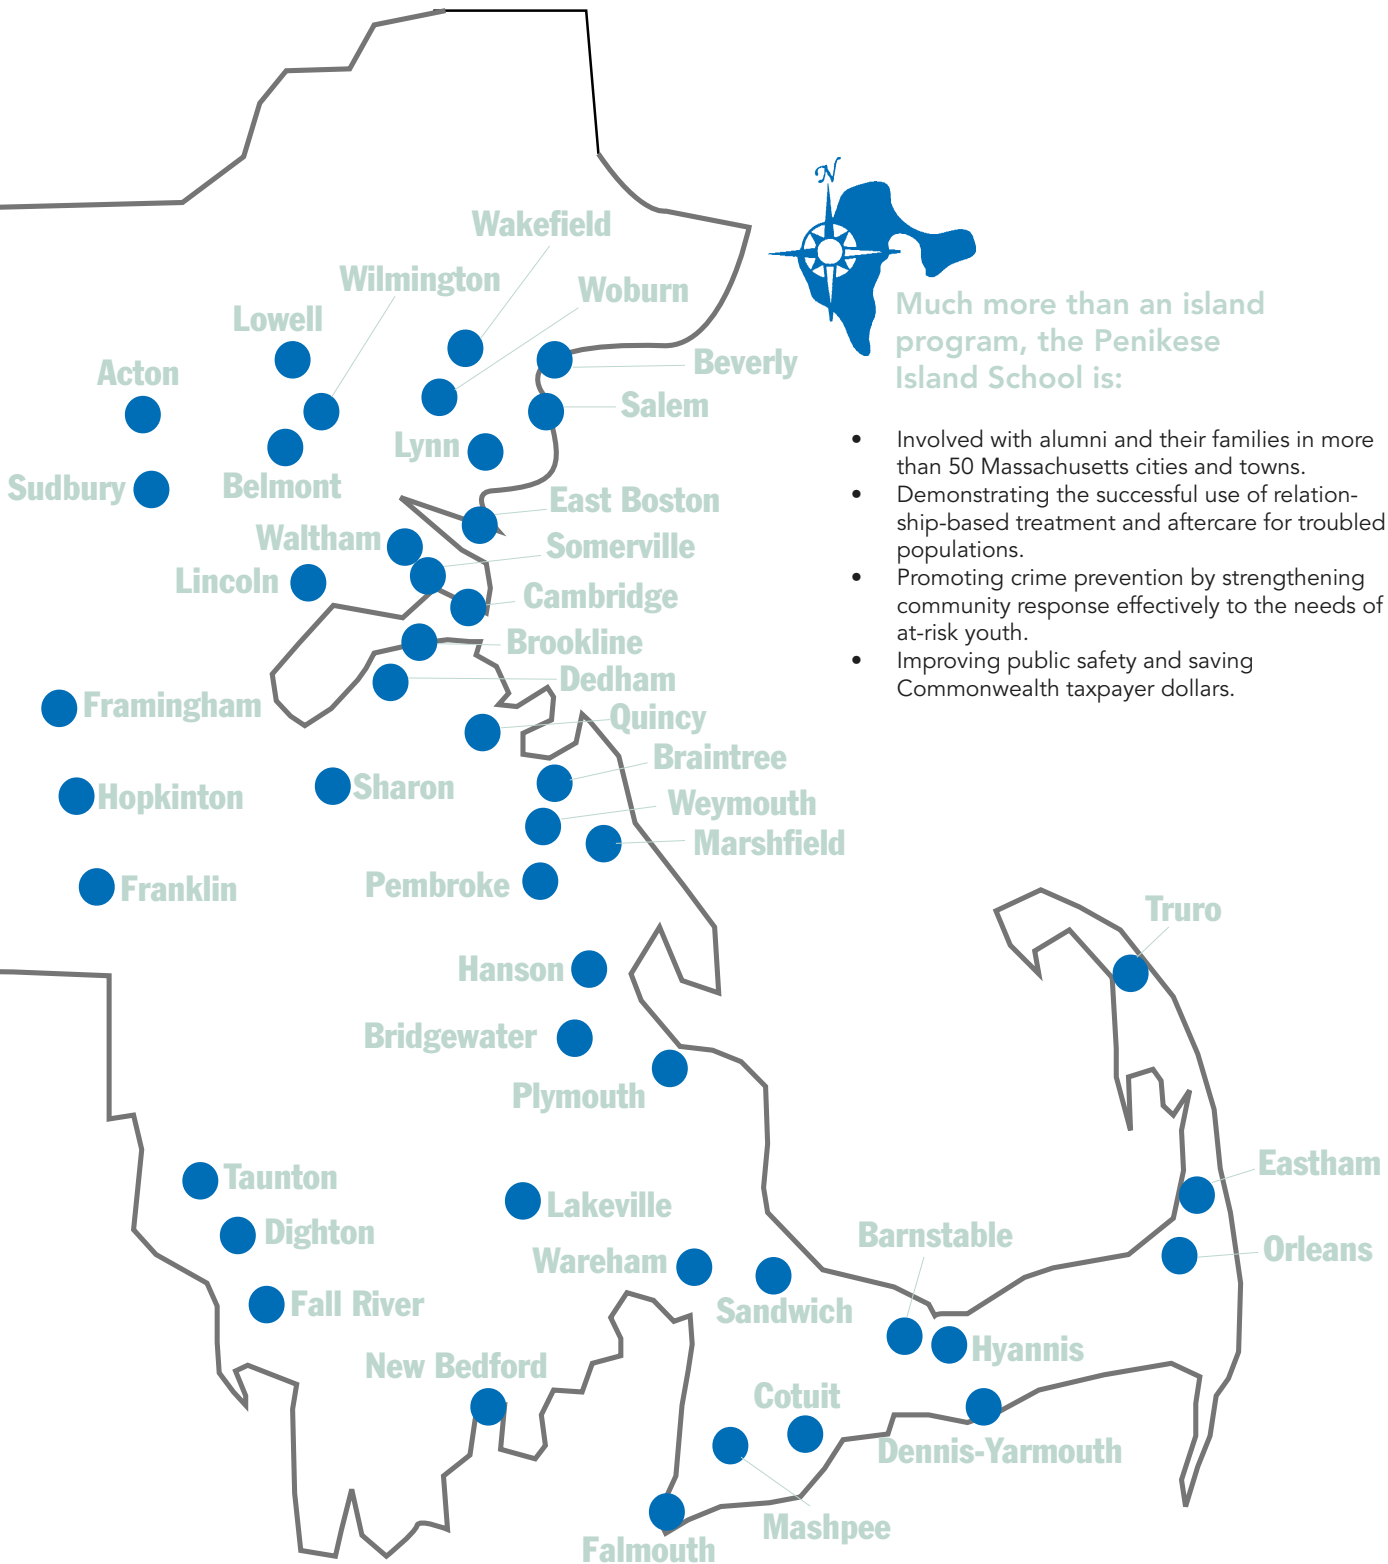 N
Wakefield
Wilmington
Woburn
Lowell
Beverly
Acton
Salem
Lynn
Sudbury
Belmont
East Boston
Waltham
Somerville
Lincoln
Cambridge
Brookline
Dedham
Framingham
Quincy
Braintree
Sharon
Hopkinton
Weymouth
Marshfield
Pembroke
Franklin
Truro
Hanson
Bridgewater
Plymouth
Eastham
Taunton
Lakeville
Dighton
Barnstable
Orleans
Wareham
Fall River
Sandwich
Hyannis
New Bedford
Cotuit
Dennis-Yarmouth
Mashpee
Falmouth
Much more than an island
program, the Penikese
Island School is:
• Involved with alumni and their families in more
than 50 Massachusetts cities and towns.
• Demonstrating the successful use of relation-
ship-based treatment and aftercare for troubled
populations.
• Promoting crime prevention by strengthening
community response effectively to the needs of
at-risk youth.
• Improving public safety and saving
Commonwealth taxpayer dollars.